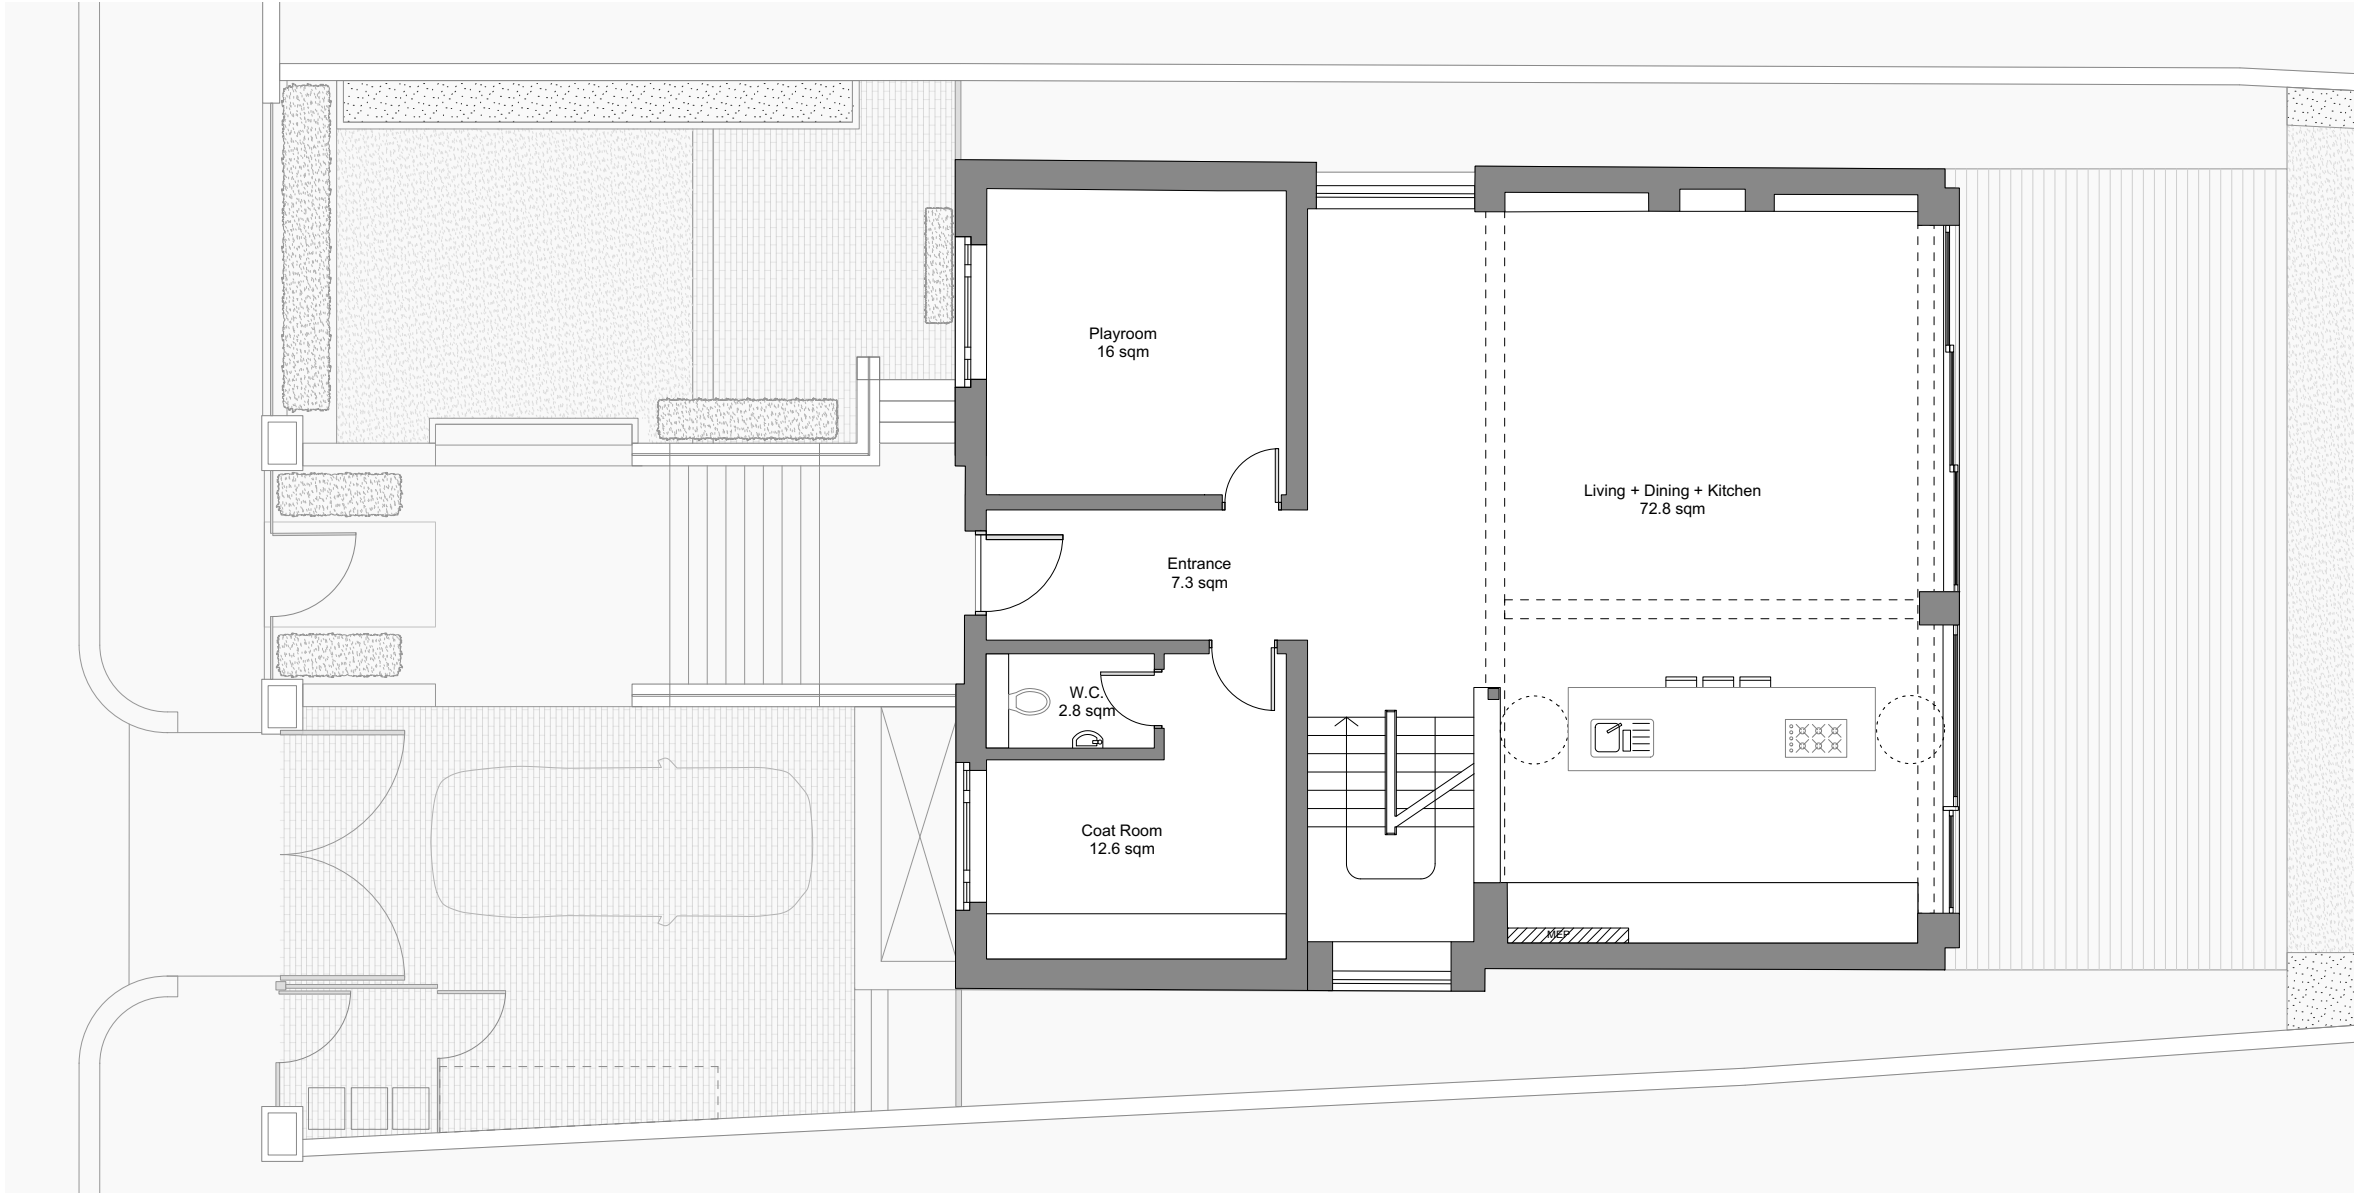 Playroom
16 sqm
Living + Dining + Kitchen
72.8 sqm
Entrance
7.3 sqm
W.C.
2.8 sqm
Coat Room
12.6 sqm
MEP